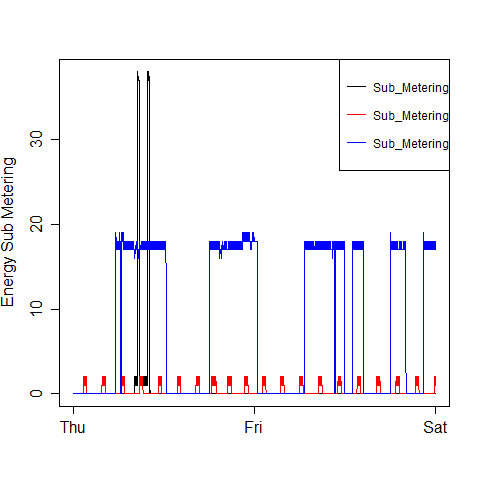 Sub_Metering
Sub_Metering
Sub_Metering
Energy Sub Metering
30
20
10
0
Thu
Fri
Sat